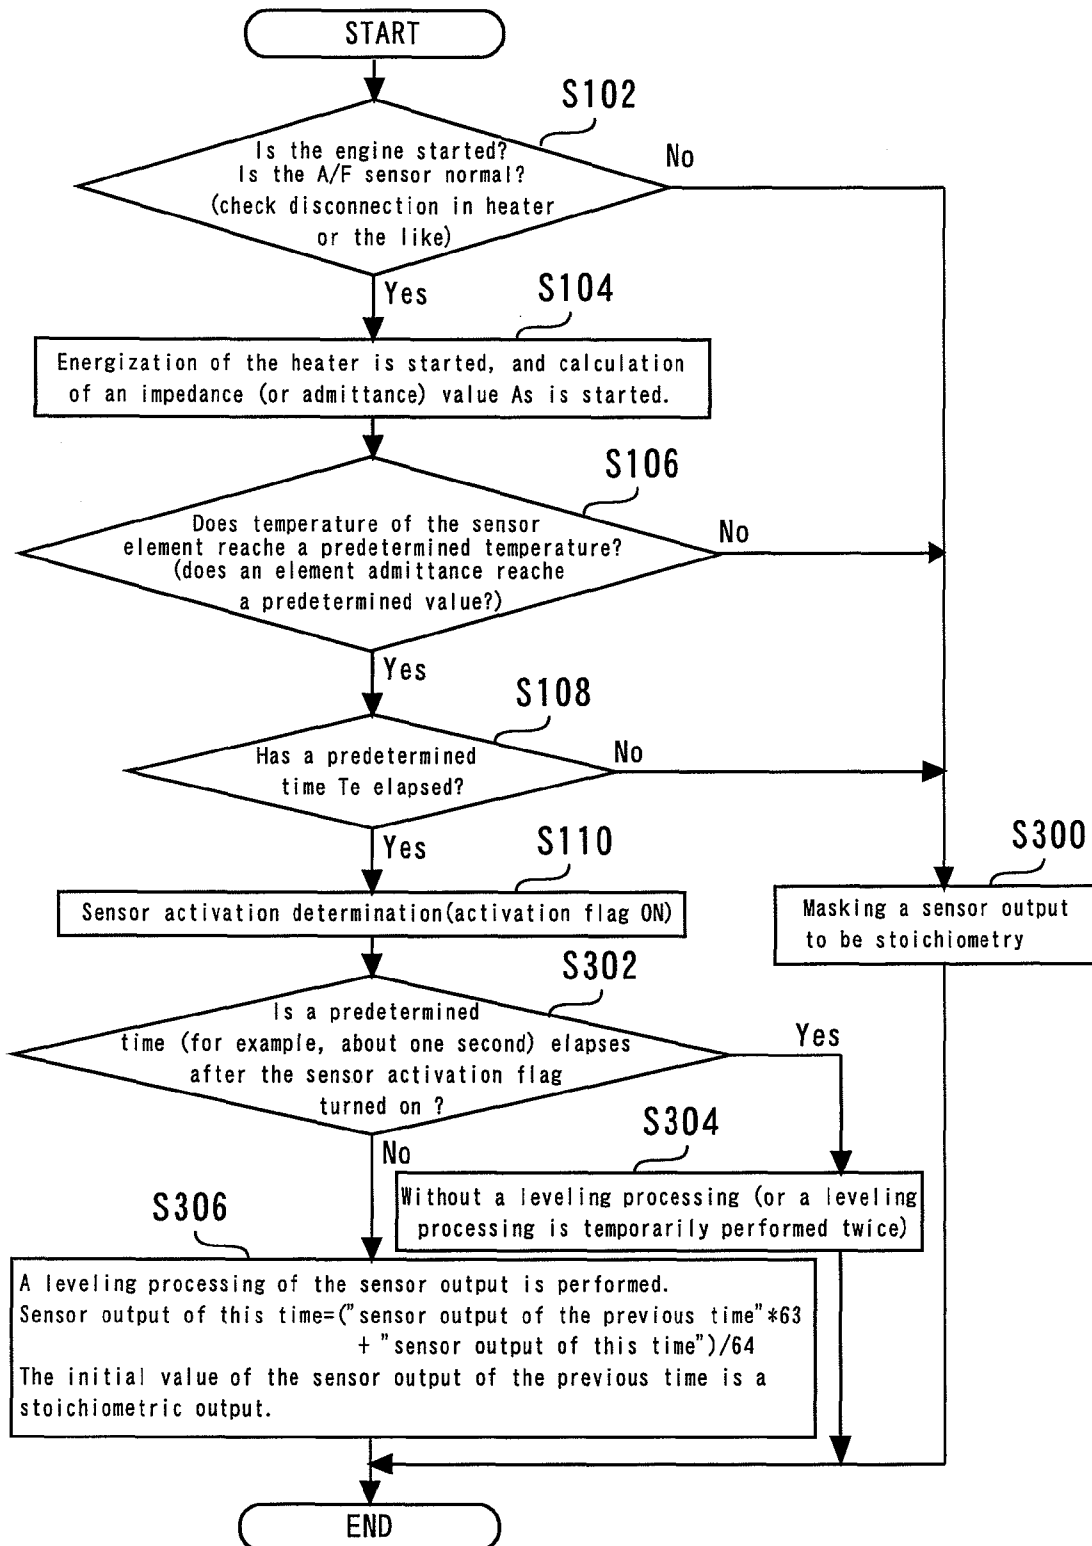 START
S102
Is the engine started?
Is the A/F sensor normal?
(check disconnection in heater
or the like)
No
Yes
S104
Energization of the heater is started, and calculation
of an impedance (or admittance) value As is started.
S106
Does temperature of the sensor
element reache a predetermined temperature?
(does an element admittance reache
a predetermined value?)
No
Yes
S108
Has a predetermined
time Te elapsed?
No
Yes
S110
Sensor activation determination(activation flag ON)
S300
Masking a sensor output
to be stoichiometry
S302
Is a predetermined
time (for example, about one second) elapses
after the sensor activation flag
turned on ?
Yes
No
S304
Without a leveling processing (or a leveling
processing is temporarily performed twice)
S306
A leveling processing of the sensor output is performed.
Sensor output of this time=("sensor output of the previous time"*63
+ "sensor output of this time")/64
The initial value of the sensor output of the previous time is a
stoichiometric output.
END